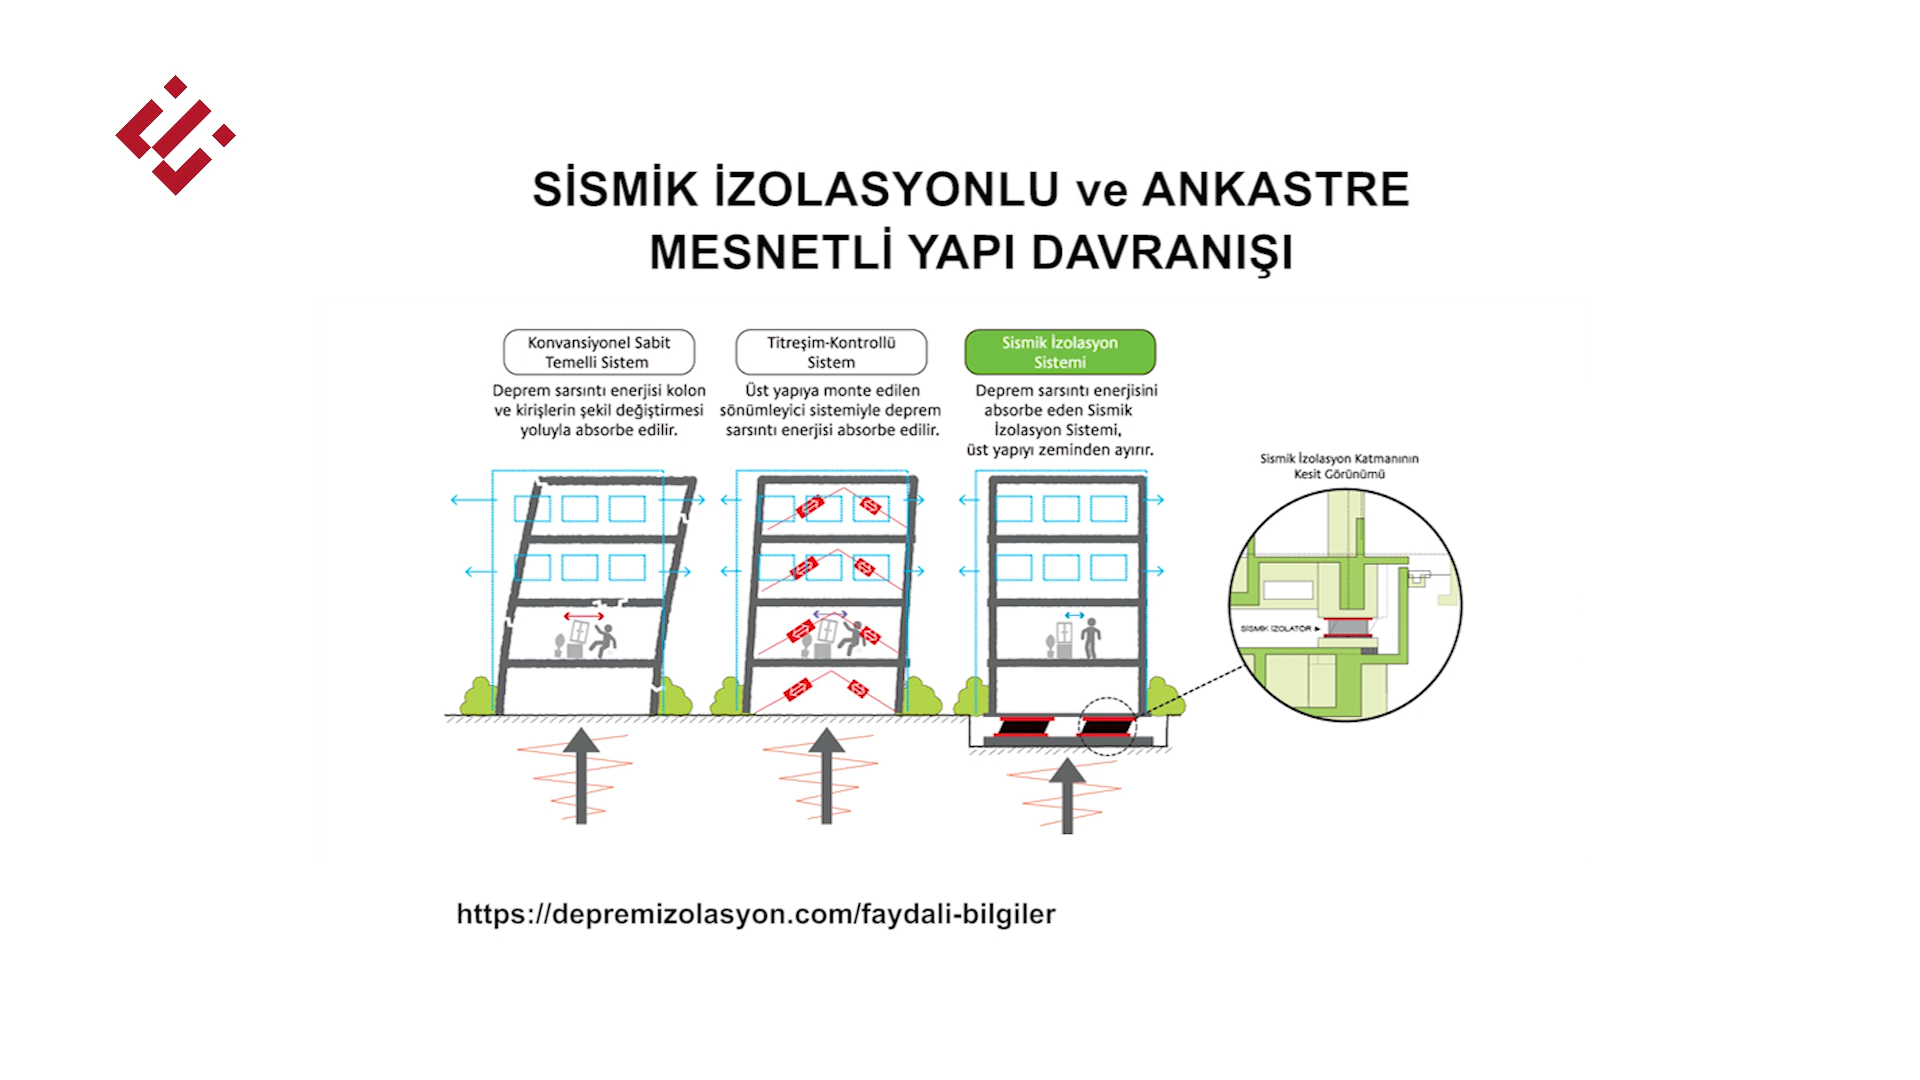 SİSMİK İZOLASYONLU ve ANKASTRE
MESNETLİ YAPI DAVRANIŞI
Konvansiyonel Sabit
Temelli Sistem
Deprem sarsıntı enerjisi kolon
ve kirişlerin şekil değiştirmesi
yoluyla absorbe edilir.
Titreşim-Kontrollü
Sistem
Üst yapıya monte edilen
sönümleyici sistemiyle deprem
sarsıntı enerjisi absorbe edilir.
Sismik İzolasyon
Sistemi
Deprem sarsıntı enerjisini
absorbe eden Sismik
İzolasyon Sistemi,
üst yapıyı zeminden ayırır.
Sismik İzolasyon Katmanının
Kesit Görünümü
SİSMİK İZOLATÖR
https://depremizolasyon.com/faydali-bilgiler